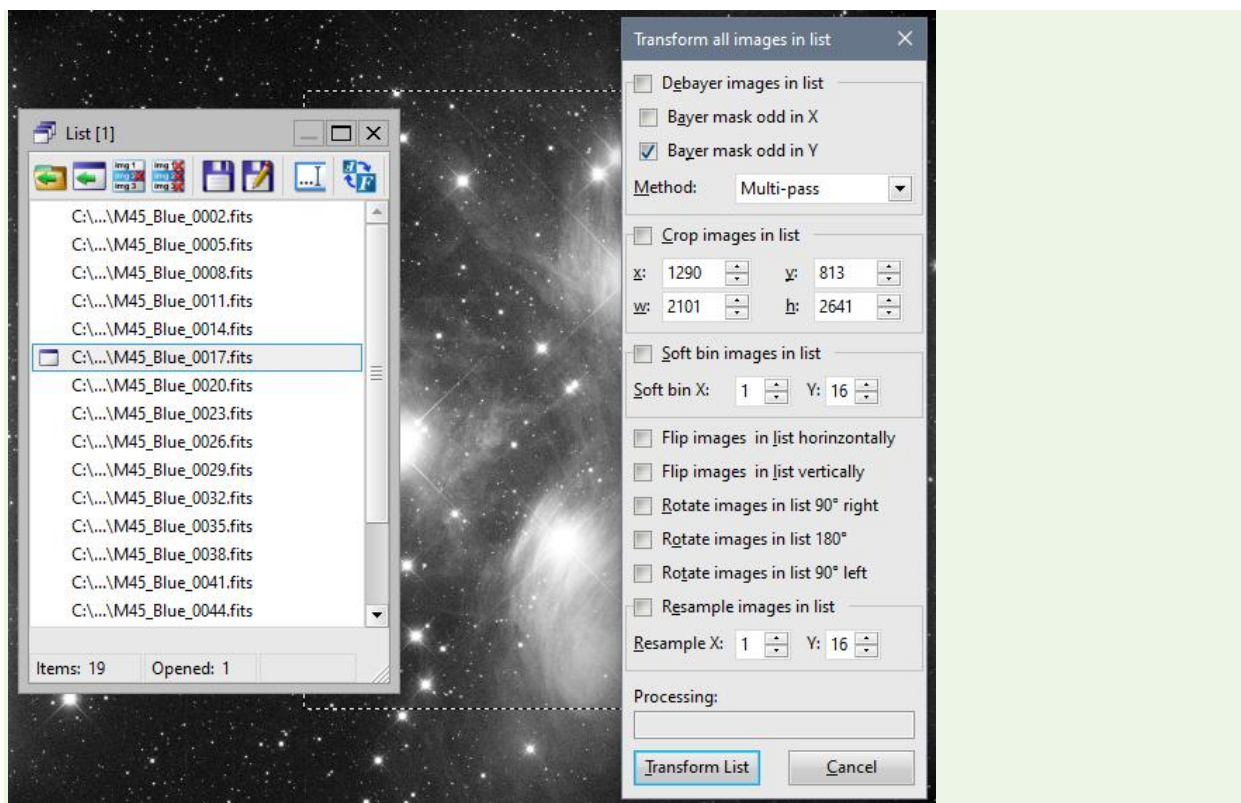 List [1]
img 1
img 3
...I
F
C:\...\M45_Blue_0002.fits
C:\...\M45_Blue_0005.fits
C:\...\M45_Blue_0008.fits
C:\...\M45_Blue_0011.fits
C:\...\M45_Blue_0014.fits
C:\...\M45_Blue_0017.fits
C:\...\M45_Blue_0020.fits
C:\...\M45_Blue_0023.fits
C:\...\M45_Blue_0026.fits
C:\...\M45_Blue_0029.fits
C:\...\M45_Blue_0032.fits
C:\...\M45_Blue_0035.fits
C:\...\M45_Blue_0038.fits
C:\...\M45_Blue_0041.fits
C:\...\M45_Blue_0044.fits
Items: 19 Opened: 1
Transform all images in list
Debayer images in list
Bayer mask odd in X
Bayer mask odd in Y
Method: Multi-pass
Crop images in list
x: 1290 y: 813
w: 2101 h: 2641
Soft bin images in list
Soft bin X: 1 Y: 16
Flip images in list horinzontally
Flip images in list vertically
Rotate images in list 90° right
Rotate images in list 180°
Rotate images in list 90° left
Resample images in list
Resample X: 1 Y: 16
Processing:
Transform List Cancel